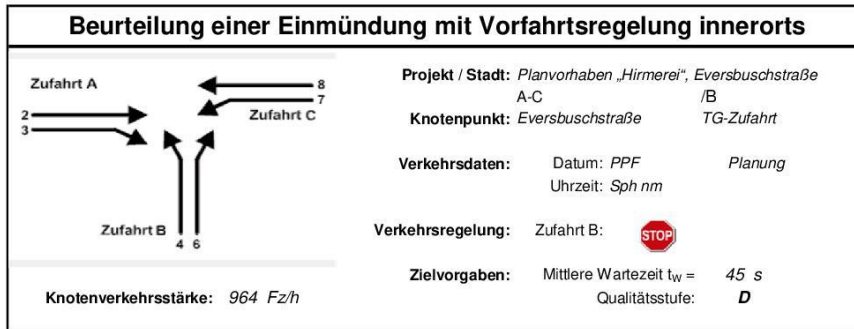 Beurteilung einer Einmündung mit Vorfahrtsregelung innerorts
Zufahrt A
8
7
Zufahrt C
2
3
Zufahrt B
4 6
Knotenverkehrsstärke: 964 Fz/h
Projekt / Stadt: Planvorhaben „Hirmerei", Eversbuschstraße
A-C /B
Knotenpunkt: Eversbuschstraße TG-Zufahrt
Verkehrsdaten: Datum: PPF Planung
Uhrzeit: Sph nm
Verkehrsregelung: Zufahrt B: STOP
Zielvorgaben: Mittlere Wartezeit tw = 45 s
Qualitätsstufe: D